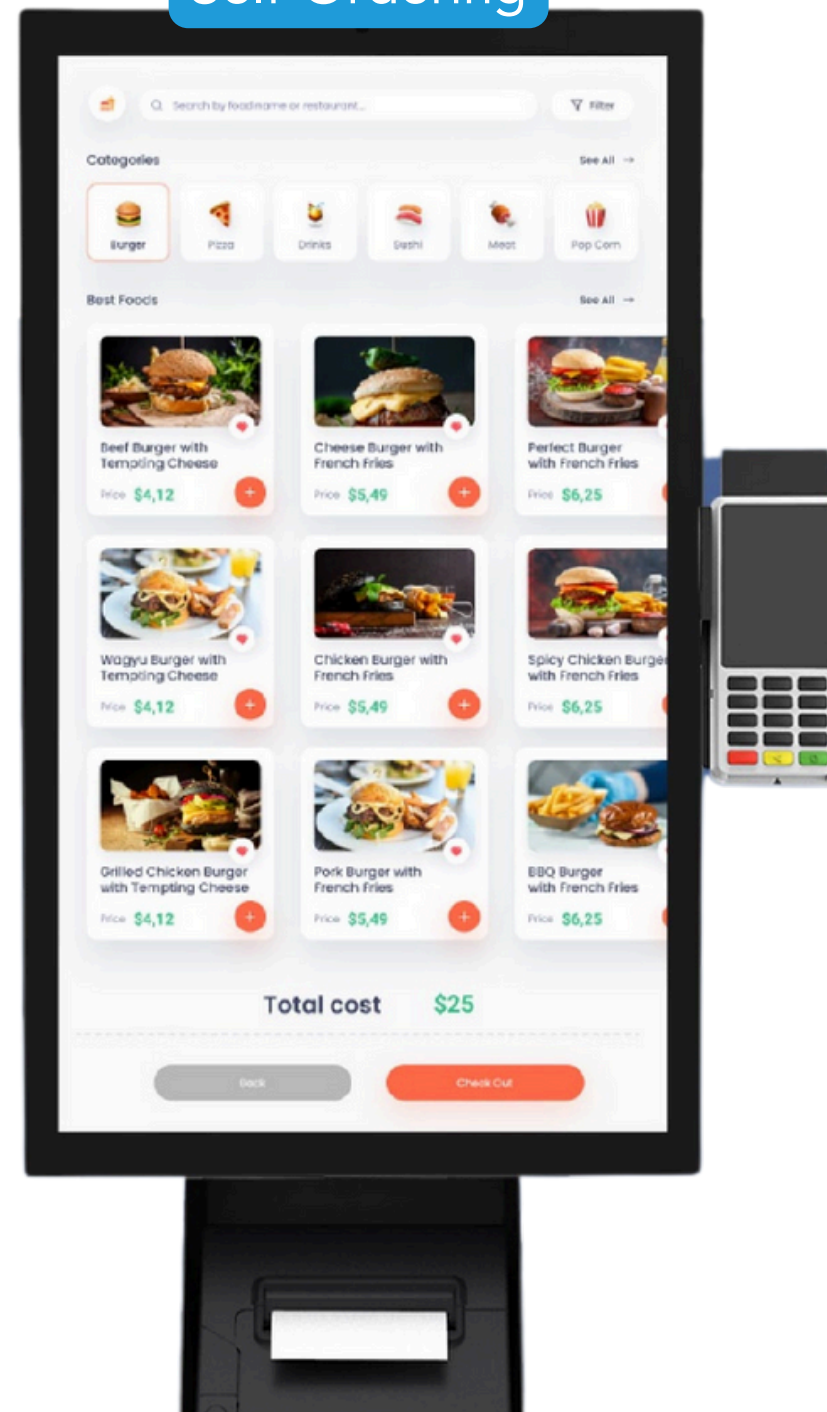 Self Ordering
Search by food name or restaurant...
Filter
Categories
See All →
Burger
Pizza
Drinks
Sushi
Meat
Pop Corn
Best Foods
See All →
Beef Burger with
Tempting Cheese
Price $4,12
Cheese Burger with
French Fries
Price $5,49
Perfect Burger
with French Fries
Price $6,25
Wagyu Burger with
Tempting Cheese
Price $4,12
Chicken Burger with
French Fries
Price $5,49
Spicy Chicken Burger
with French Fries
Price $6,25
Grilled Chicken Burger
with Tempting Cheese
Price $4,12
Pork Burger with
French Fries
Price $5,49
BBQ Burger
with French Fries
Price $6,25
Total cost $25
Back
Check Out